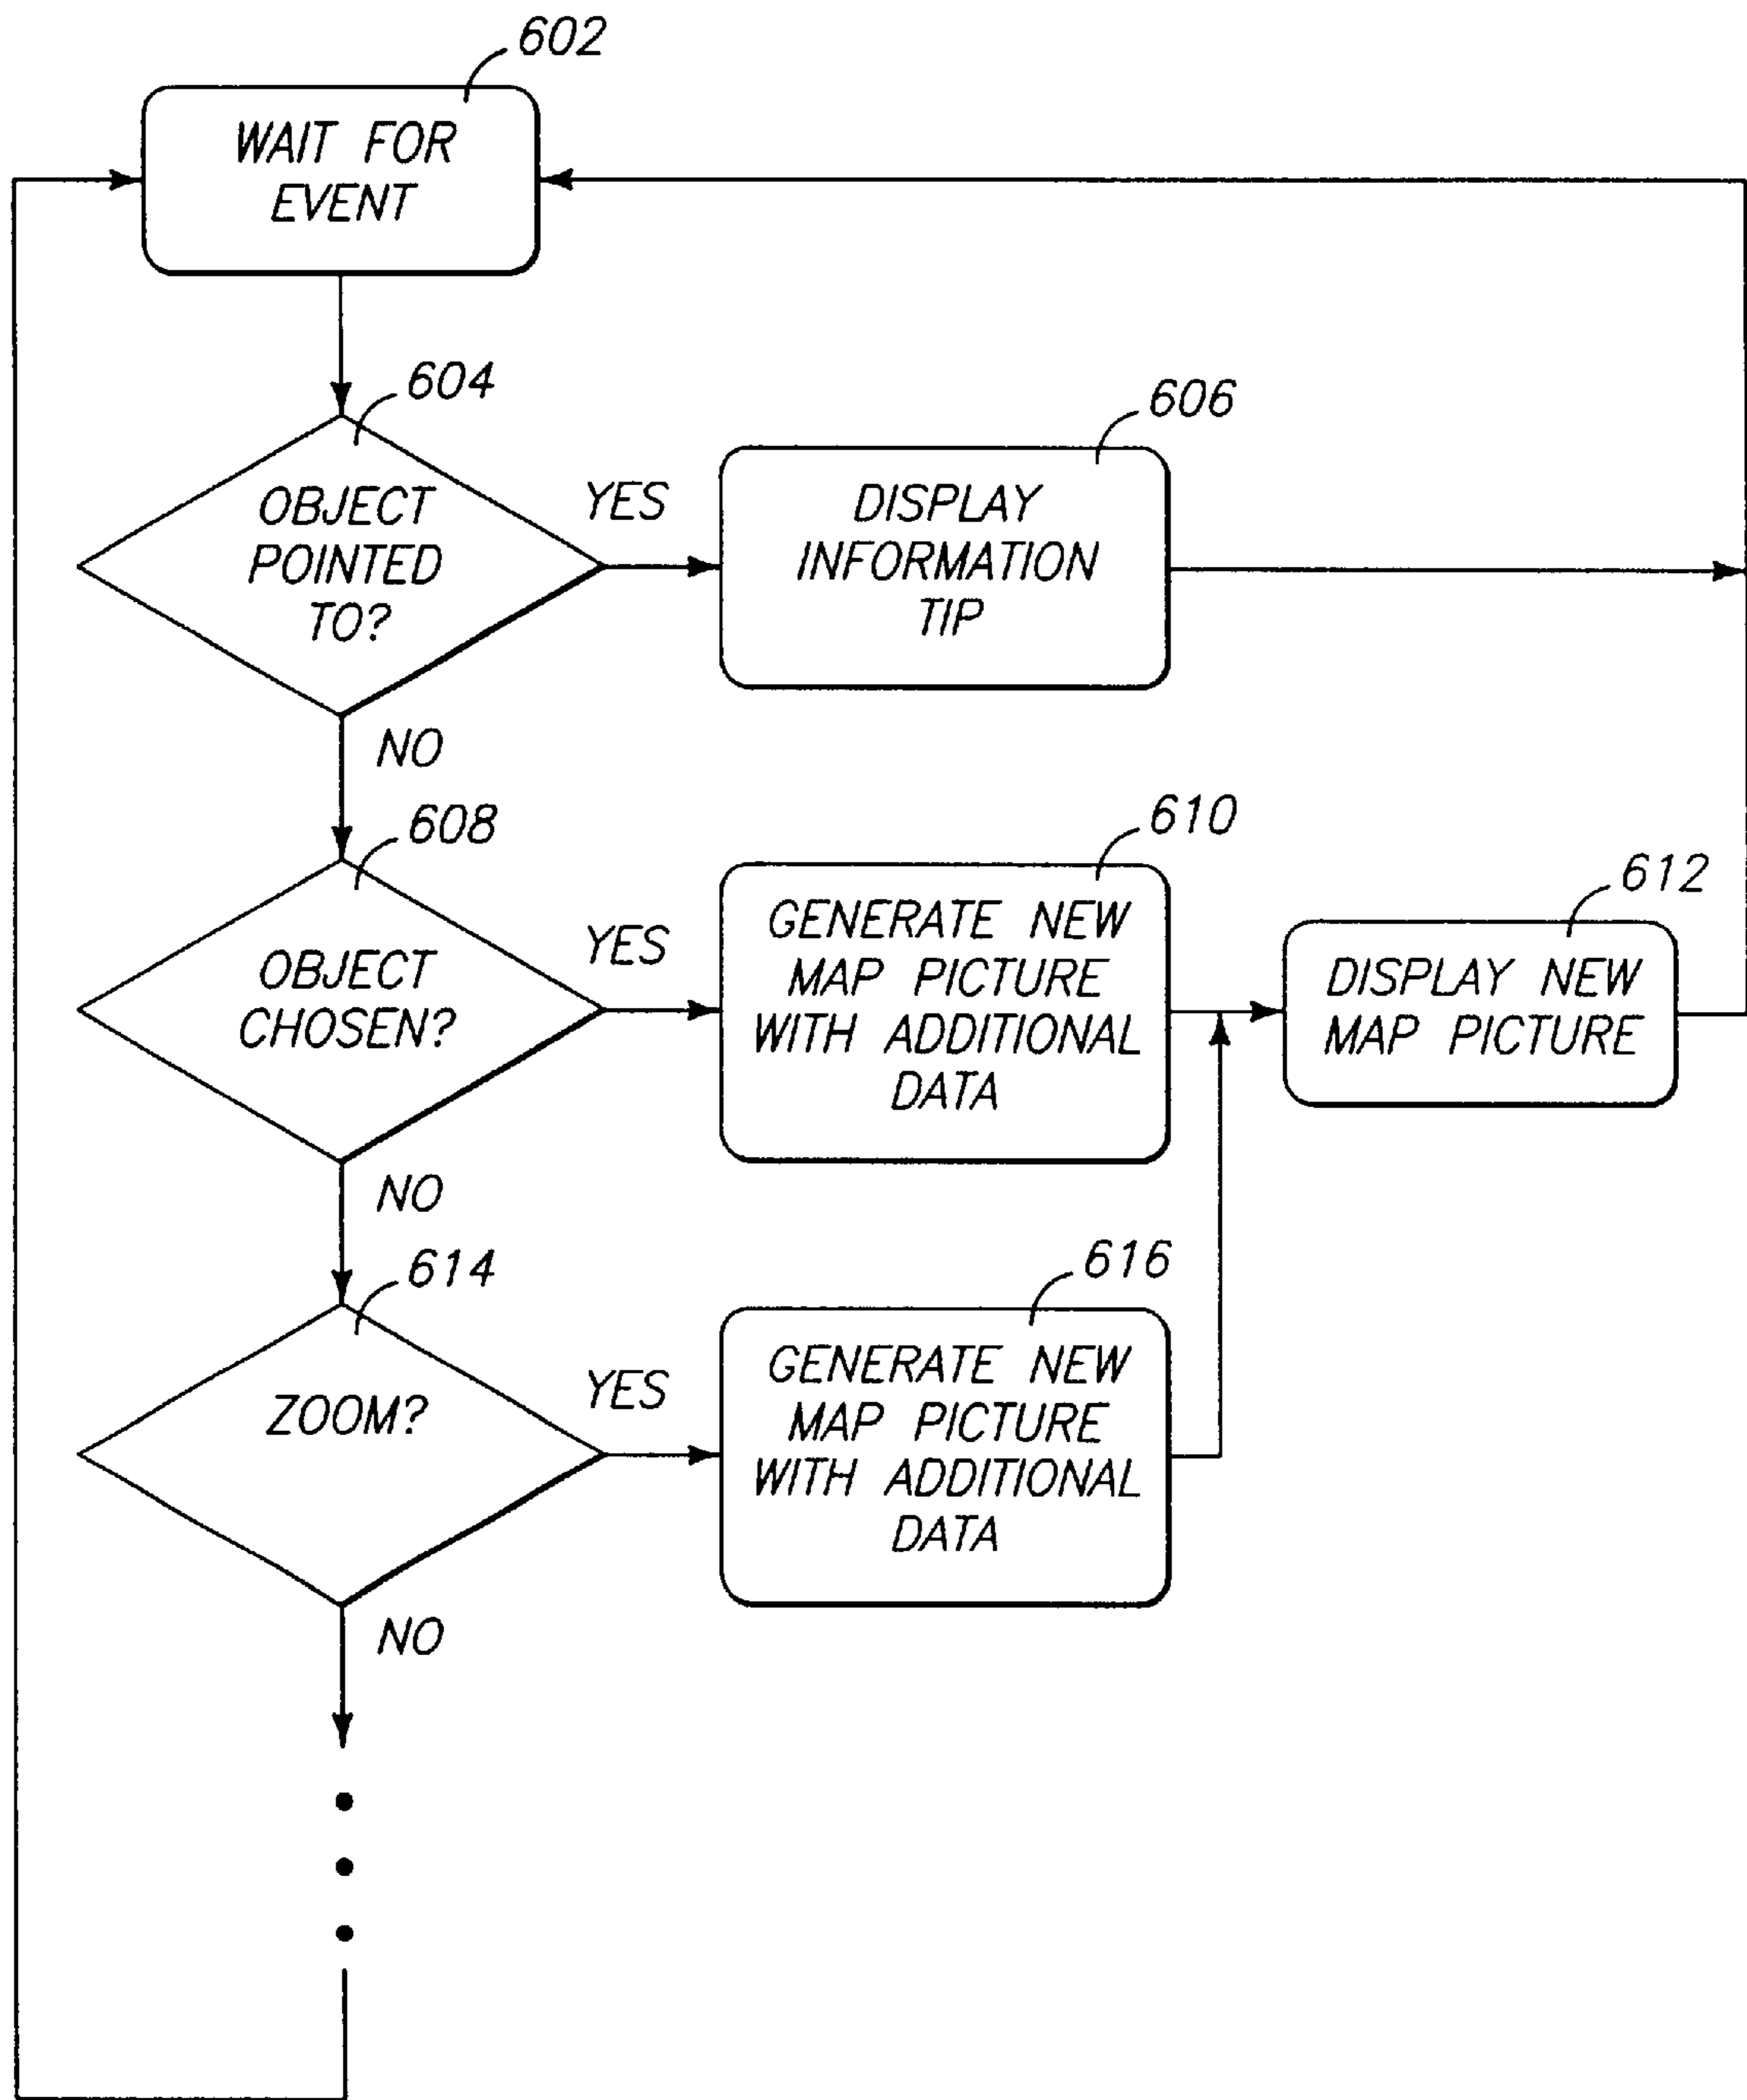 602
WAIT FOR
EVENT
604
OBJECT
POINTED
TO?
YES
606
DISPLAY
INFORMATION
TIP
NO
608
OBJECT
CHOSEN?
YES
610
GENERATE NEW
MAP PICTURE
WITH ADDITIONAL
DATA
612
DISPLAY NEW
MAP PICTURE
NO
614
ZOOM?
YES
616
GENERATE NEW
MAP PICTURE
WITH ADDITIONAL
DATA
NO